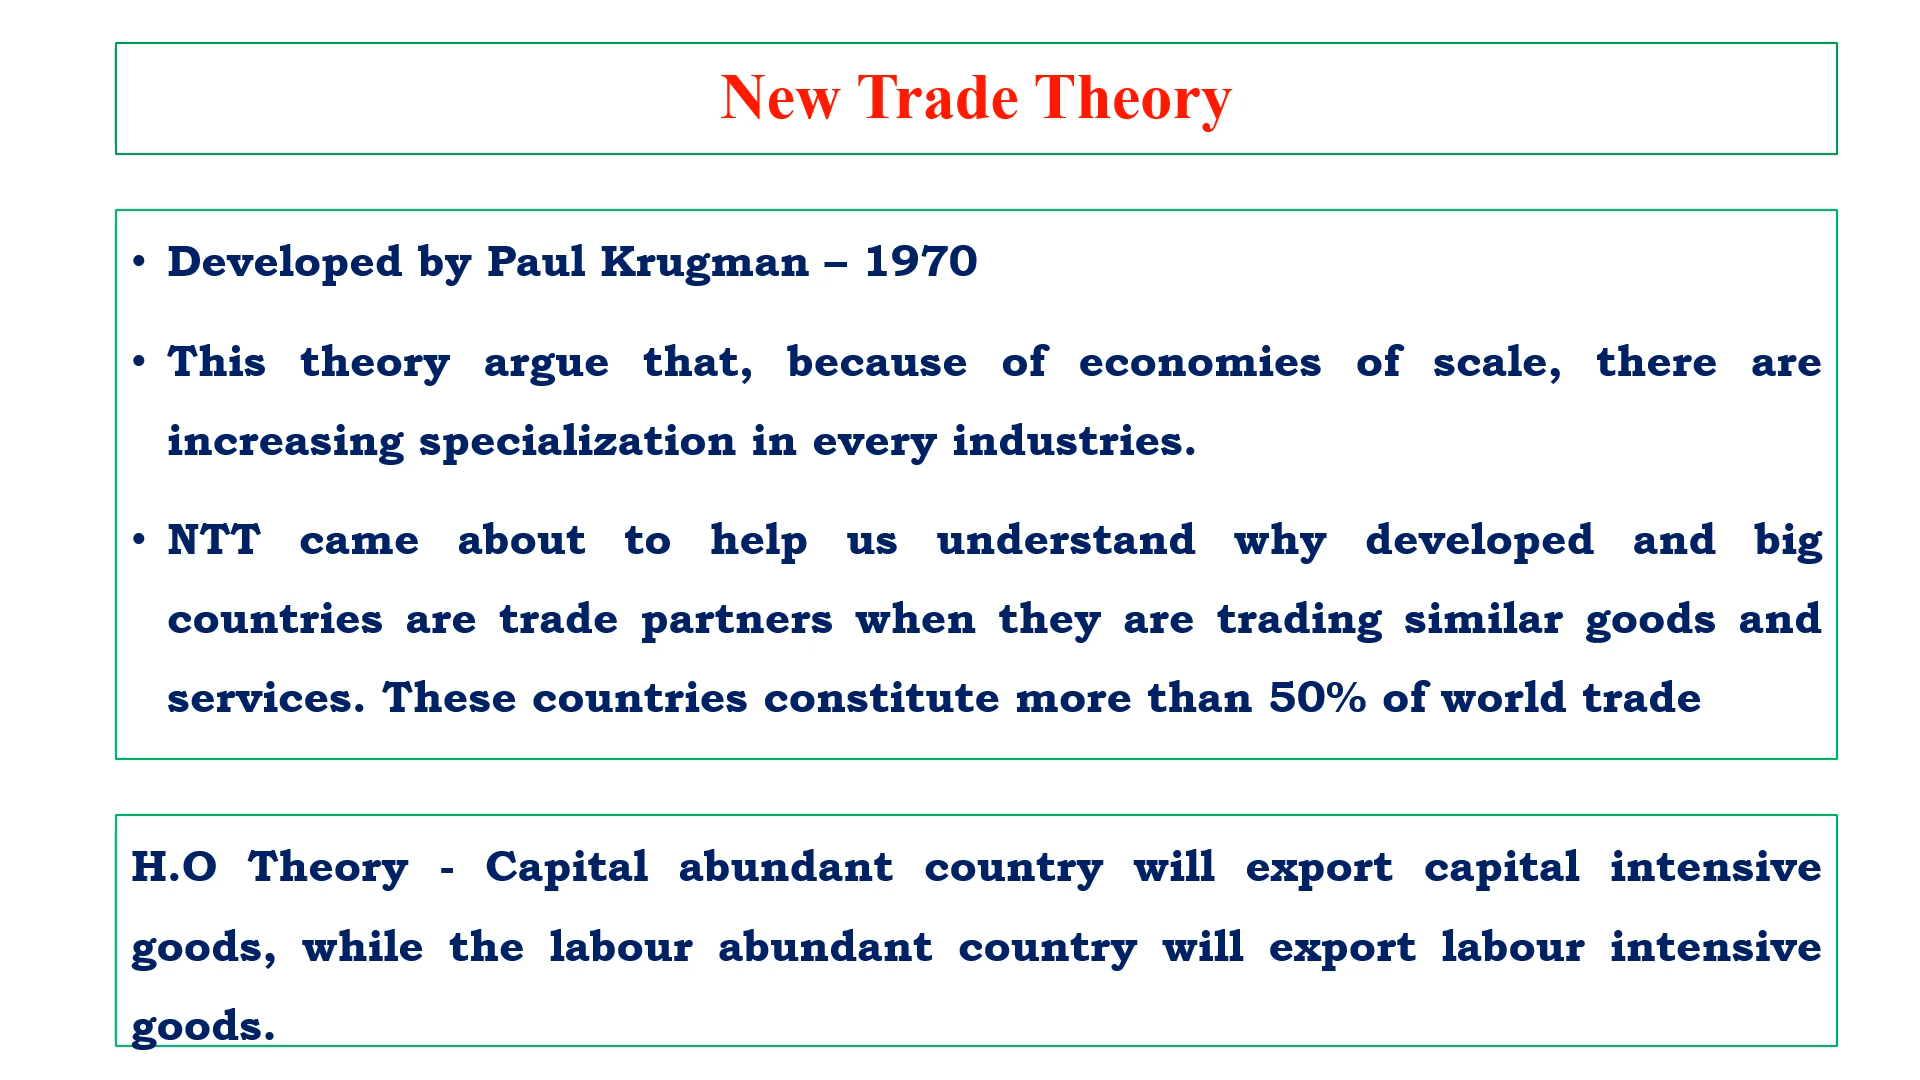 New Trade Theory
• Developed by Paul Krugman – 1970
• This theory argue that, because of economies of scale, there are
increasing specialization in every industries.
• NTT came about to help us understand why developed and big
countries are trade partners when they are trading similar goods and
services. These countries constitute more than 50% of world trade
H.O Theory - Capital abundant country will export capital intensive
goods, while the labour abundant country will export labour intensive
goods.